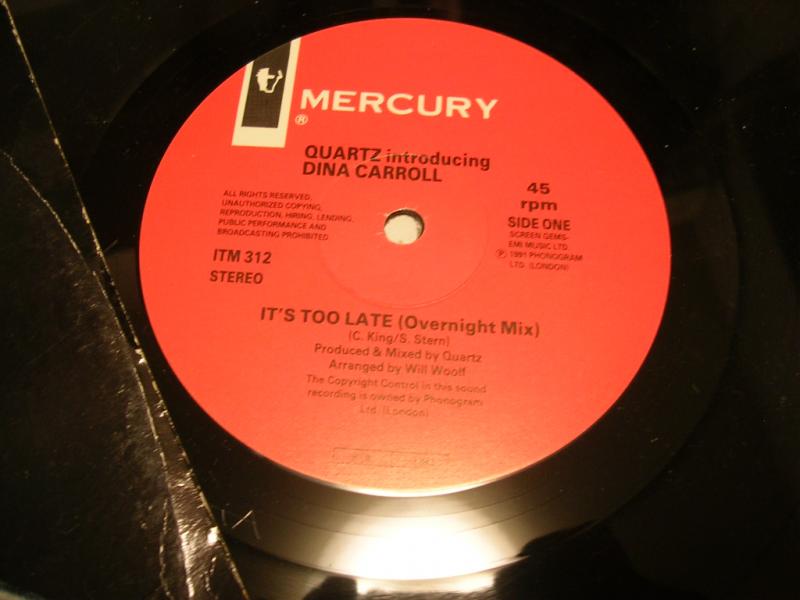 MERCURY
®
QUARTZ introducing
DINA CARROLL
ALL RIGHTS RESERVED,
UNAUTHORIZED COPYING,
REPRODUCTION, HIRING, LENDING,
PUBLIC PERFORMANCE AND
BROADCASTING PROHIBITED
ITM 312
STEREO
45
rpm
SIDE ONE
SCREEN GEMS-
EMI MUSIC LTD.
℗ 1991 PHONOGRAM
LTD. (LONDON)
IT'S TOO LATE (Overnight Mix)
(C. King/S. Stern)
Produced & Mixed by Quartz
Arranged by Will Woolf
The Copyright Control in this sound
recording is owned by Phonogram
Ltd. (London)